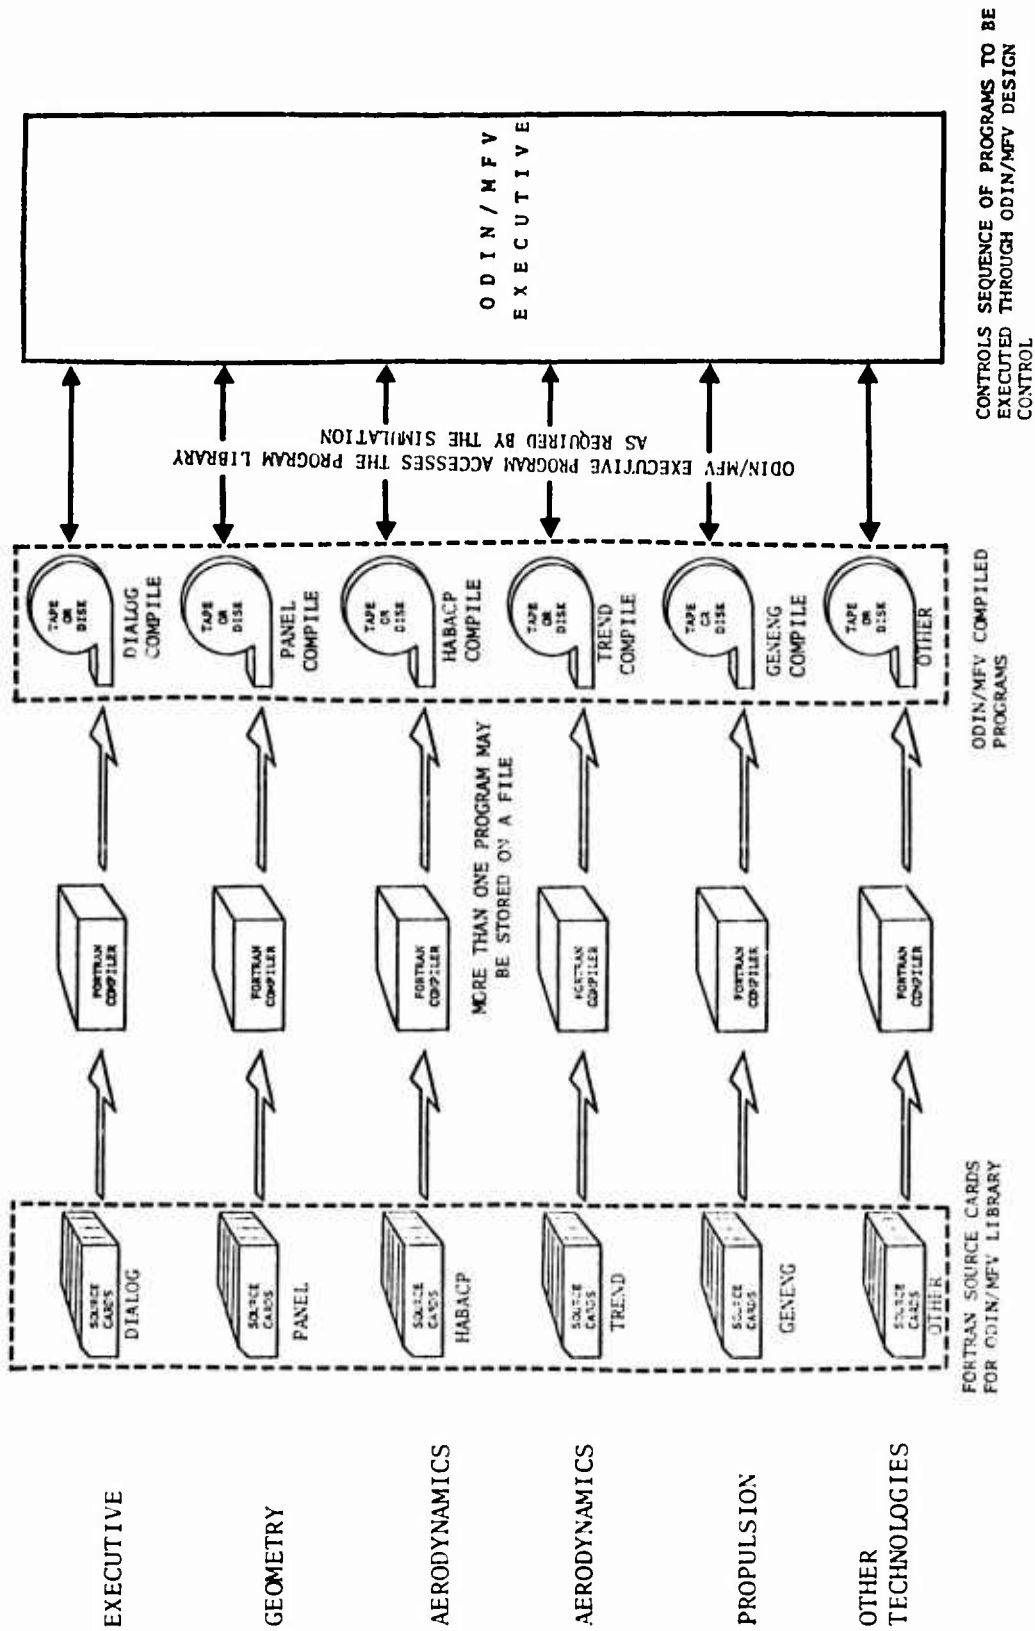 EXECUTIVE
GEOMETRY
AERODYNAMICS
AERODYNAMICS
PROPULSION
OTHER
TECHNOLOGIES
SOURCE
CARDS
DIALOG
SOURCE
CARDS
PANEL
SOURCE
CARDS
HABACP
SOURCE
CARDS
TREND
SOURCE
CARDS
GENENG
SOURCE
CARDS
OTHER
FORTRAN SOURCE CARDS
FOR ODIN/MFV LIBRARY
FORTRAN
COMPILER
FORTRAN
COMPILER
FORTRAN
COMPILER
FORTRAN
COMPILER
FORTRAN
COMPILER
FORTRAN
COMPILER
MORE THAN ONE PROGRAM MAY
BE STORED ON A FILE
TAPE
OR
DISK
DIALOG
COMPILE
TAPE
OR
DISK
PANEL
COMPILE
TAPE
OR
DISK
HABACP
COMPILE
TAPE
OR
DISK
TREND
COMPILE
TAPE
OR
DISK
GENENG
COMPILE
TAPE
OR
DISK
OTHER
ODIN/MFV COMPILED
PROGRAMS
ODIN/MFV EXECUTIVE PROGRAM ACCESSES THE PROGRAM LIBRARY
AS REQUIRED BY THE SIMULATION
ODIN/MFV
EXECUTIVE
CONTROLS SEQUENCE OF PROGRAMS TO BE
EXECUTED THROUGH ODIN/MFV DESIGN
CONTROL